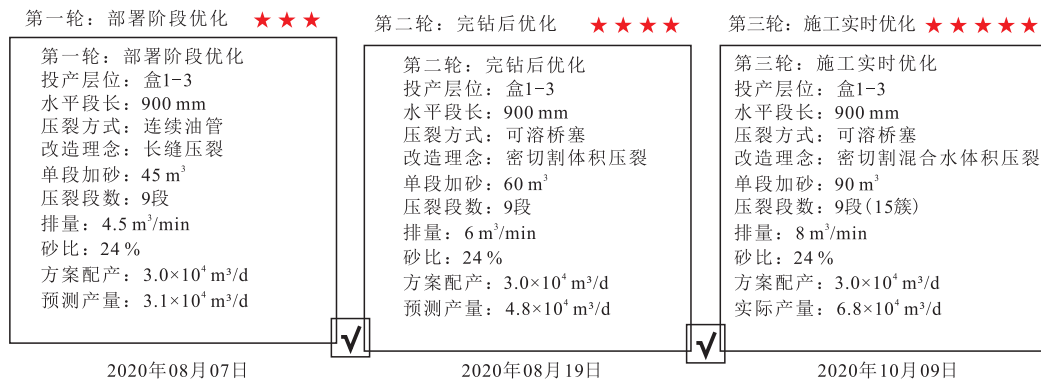 第一轮：部署阶段优化 ★★★
第一轮：部署阶段优化
投产层位：盒1-3
水平段长：900 mm
压裂方式：连续油管
改造理念：长缝压裂
单段加砂：45 m³
压裂段数：9段
排量：4.5 m³/min
砂比：24 %
方案配产：3.0×10⁴ m³/d
预测产量：3.1×10⁴ m³/d
√
2020年08月07日
第二轮：完钻后优化 ★★★★
第二轮：完钻后优化
投产层位：盒1-3
水平段长：900 mm
压裂方式：可溶桥塞
改造理念：密切割体积压裂
单段加砂：60 m³
压裂段数：9段
排量：6 m³/min
砂比：24 %
方案配产：3.0×10⁴ m³/d
预测产量：4.8×10⁴ m³/d
√
2020年08月19日
第三轮：施工实时优化 ★★★★★
第三轮：施工实时优化
投产层位：盒1-3
水平段长：900 mm
压裂方式：可溶桥塞
改造理念：密切割混合水体积压裂
单段加砂：90 m³
压裂段数：9段(15簇)
排量：8 m³/min
砂比：24 %
方案配产：3.0×10⁴ m³/d
实际产量：6.8×10⁴ m³/d
2020年10月09日